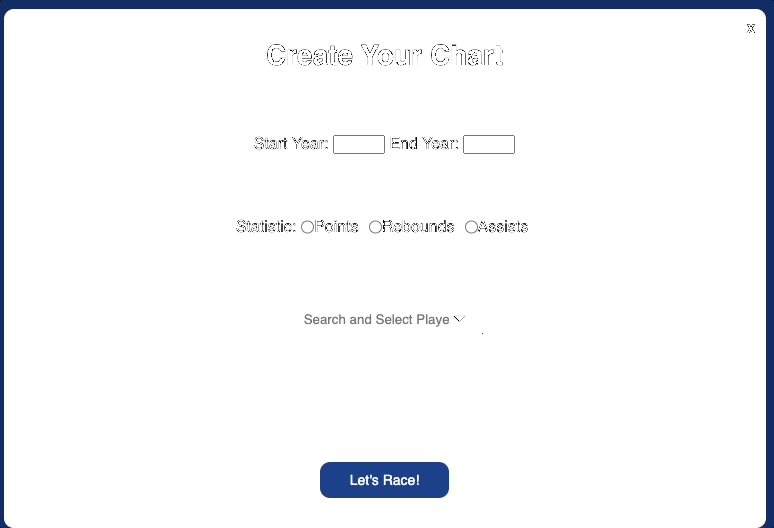 x
Create Your Chart
Start Year: End Year:
Statistic: Points Rebounds Assists
Search and Select Playe
Let's Race!